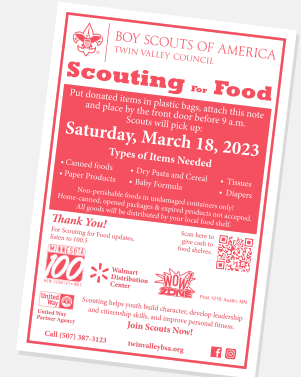 BOY SCOUTS OF AMERICA
TWIN VALLEY COUNCIL
Scouting For Food
Put donated items in plastic bags, attach this note
and place by the front door before 9 a.m.
Scouts will pick up:
Saturday, March 18, 2023
Types of Items Needed
• Canned foods • Dry Pasta and Cereal • Tissues
• Paper Products • Baby Formula • Diapers
Non-perishable foods in undamaged containers only!
Home-canned, opened packages & expired products not accepted.
All goods will be distributed by your local food shelf.
Thank You!
For Scouting for Food updates,
listen to 100.5
Scan here to
give cash to
food shelves.
MINNESOTA
100
Walmart
Distribution
Center
WOW!
ZONE
Post 1216, Austin, MN
United
Way
United Way
Partner Agency
Scouting helps youth build character, develop leadership
and citizenship skills, and improve personal fitness.
Join Scouts Now!
Call (507) 387-3123
twinvalleybsa.org